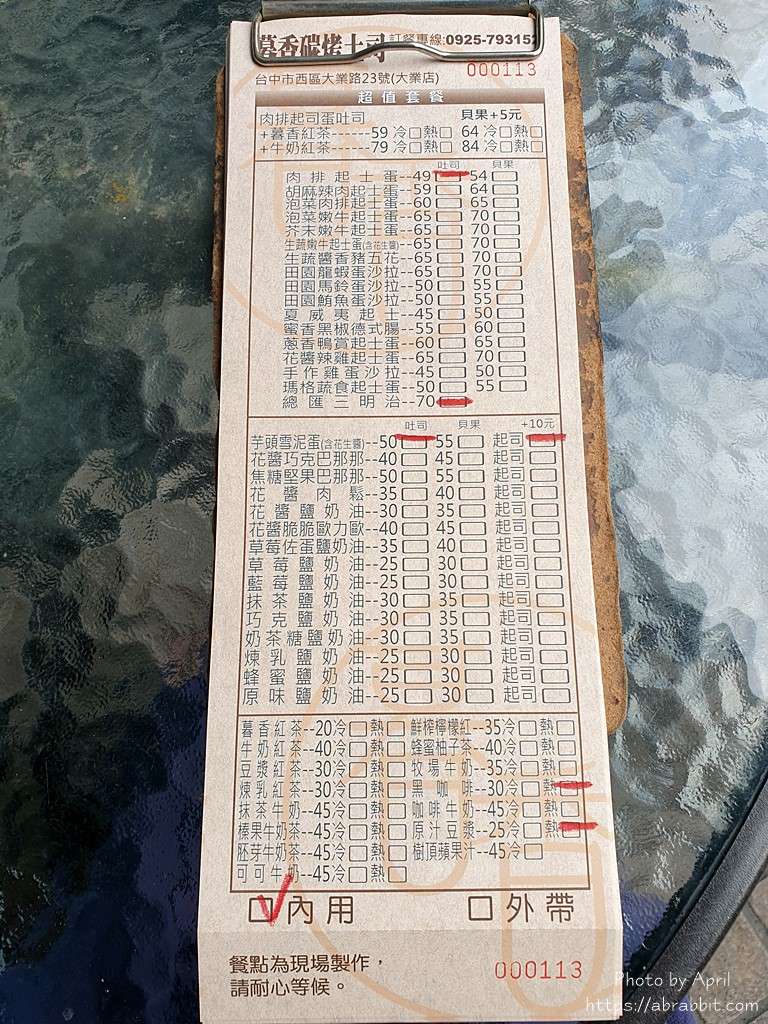 暮香碳烤土司 訂餐專線:0925-793152
000113
台中市西區大業路23號(大業店)
超值套餐
肉排起司蛋吐司 貝果+5元
+暮香紅茶------59 冷□熱□ 64 冷□熱□
+牛奶紅茶------79 冷□熱□ 84 冷□熱□
吐司 貝果
肉排起士蛋--49□ 54□
胡麻辣肉起士蛋--59□ 64□
泡菜肉排起士蛋--60□ 65□
泡菜嫩牛起士蛋--65□ 70□
芥末嫩牛起士蛋--65□ 70□
生蔬嫩牛起士蛋(含花生醬)--65□ 70□
生蔬醬香豬五花--65□ 70□
田園龍蝦蛋沙拉--65□ 70□
田園馬鈴蛋沙拉--50□ 55□
田園鮪魚蛋沙拉--50□ 55□
夏威夷起士--45□ 50□
蜜香黑椒德式腸--55□ 60□
蔥香鴨賞起士蛋--60□ 65□
花醬辣雞起士蛋--65□ 70□
手作雞蛋沙拉--45□ 50□
瑪格蔬食起士蛋--50□ 55□
總匯三明治--70□
吐司 貝果 +10元
芋頭雪泥蛋(含花生醬)--50□ 55□ 起司□
花醬巧克巴那那--40□ 45□ 起司□
焦糖堅果巴那那--50□ 55□ 起司□
花醬肉鬆--35□ 40□ 起司□
花醬鹽奶油--30□ 35□ 起司□
花醬脆脆歐力歐--40□ 45□ 起司□
草莓佐蛋鹽奶油--35□ 40□ 起司□
草莓鹽奶油--25□ 30□ 起司□
藍莓鹽奶油--25□ 30□ 起司□
抹茶鹽奶油--30□ 35□ 起司□
巧克鹽奶油--30□ 35□ 起司□
奶茶糖鹽奶油--30□ 35□ 起司□
煉乳鹽奶油--25□ 30□ 起司□
蜂蜜鹽奶油--25□ 30□ 起司□
原味鹽奶油--25□ 30□ 起司□
暮香紅茶--20冷□熱□ 鮮榨檸檬紅--35冷□熱□
牛奶紅茶--40冷□熱□ 蜂蜜柚子茶--40冷□熱□
豆漿紅茶--30冷□熱□ 牧場牛奶--35冷□熱□
煉乳紅茶--30冷□熱□ 黑咖啡--30冷□熱□
抹茶牛奶--45冷□熱□ 咖啡牛奶--45冷□熱□
榛果牛奶茶--45冷□熱□ 原汁豆漿--25冷□熱□
胚芽牛奶茶--45冷□熱□ 樹頂蘋果汁--45冷□
可可牛奶--45冷□熱□
□內用 □外帶
餐點為現場製作，
請耐心等候。
000113
Photo by April
https://abrabbit.com